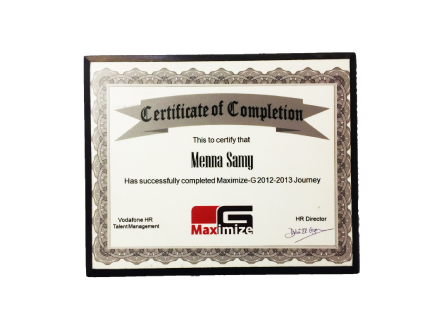 Certificate of Completion
This to certify that
Menna Samy
Has successfully completed Maximize-G 2012-2013 Journey
Vodafone HR
Talent Management
G
Maximize
HR Director